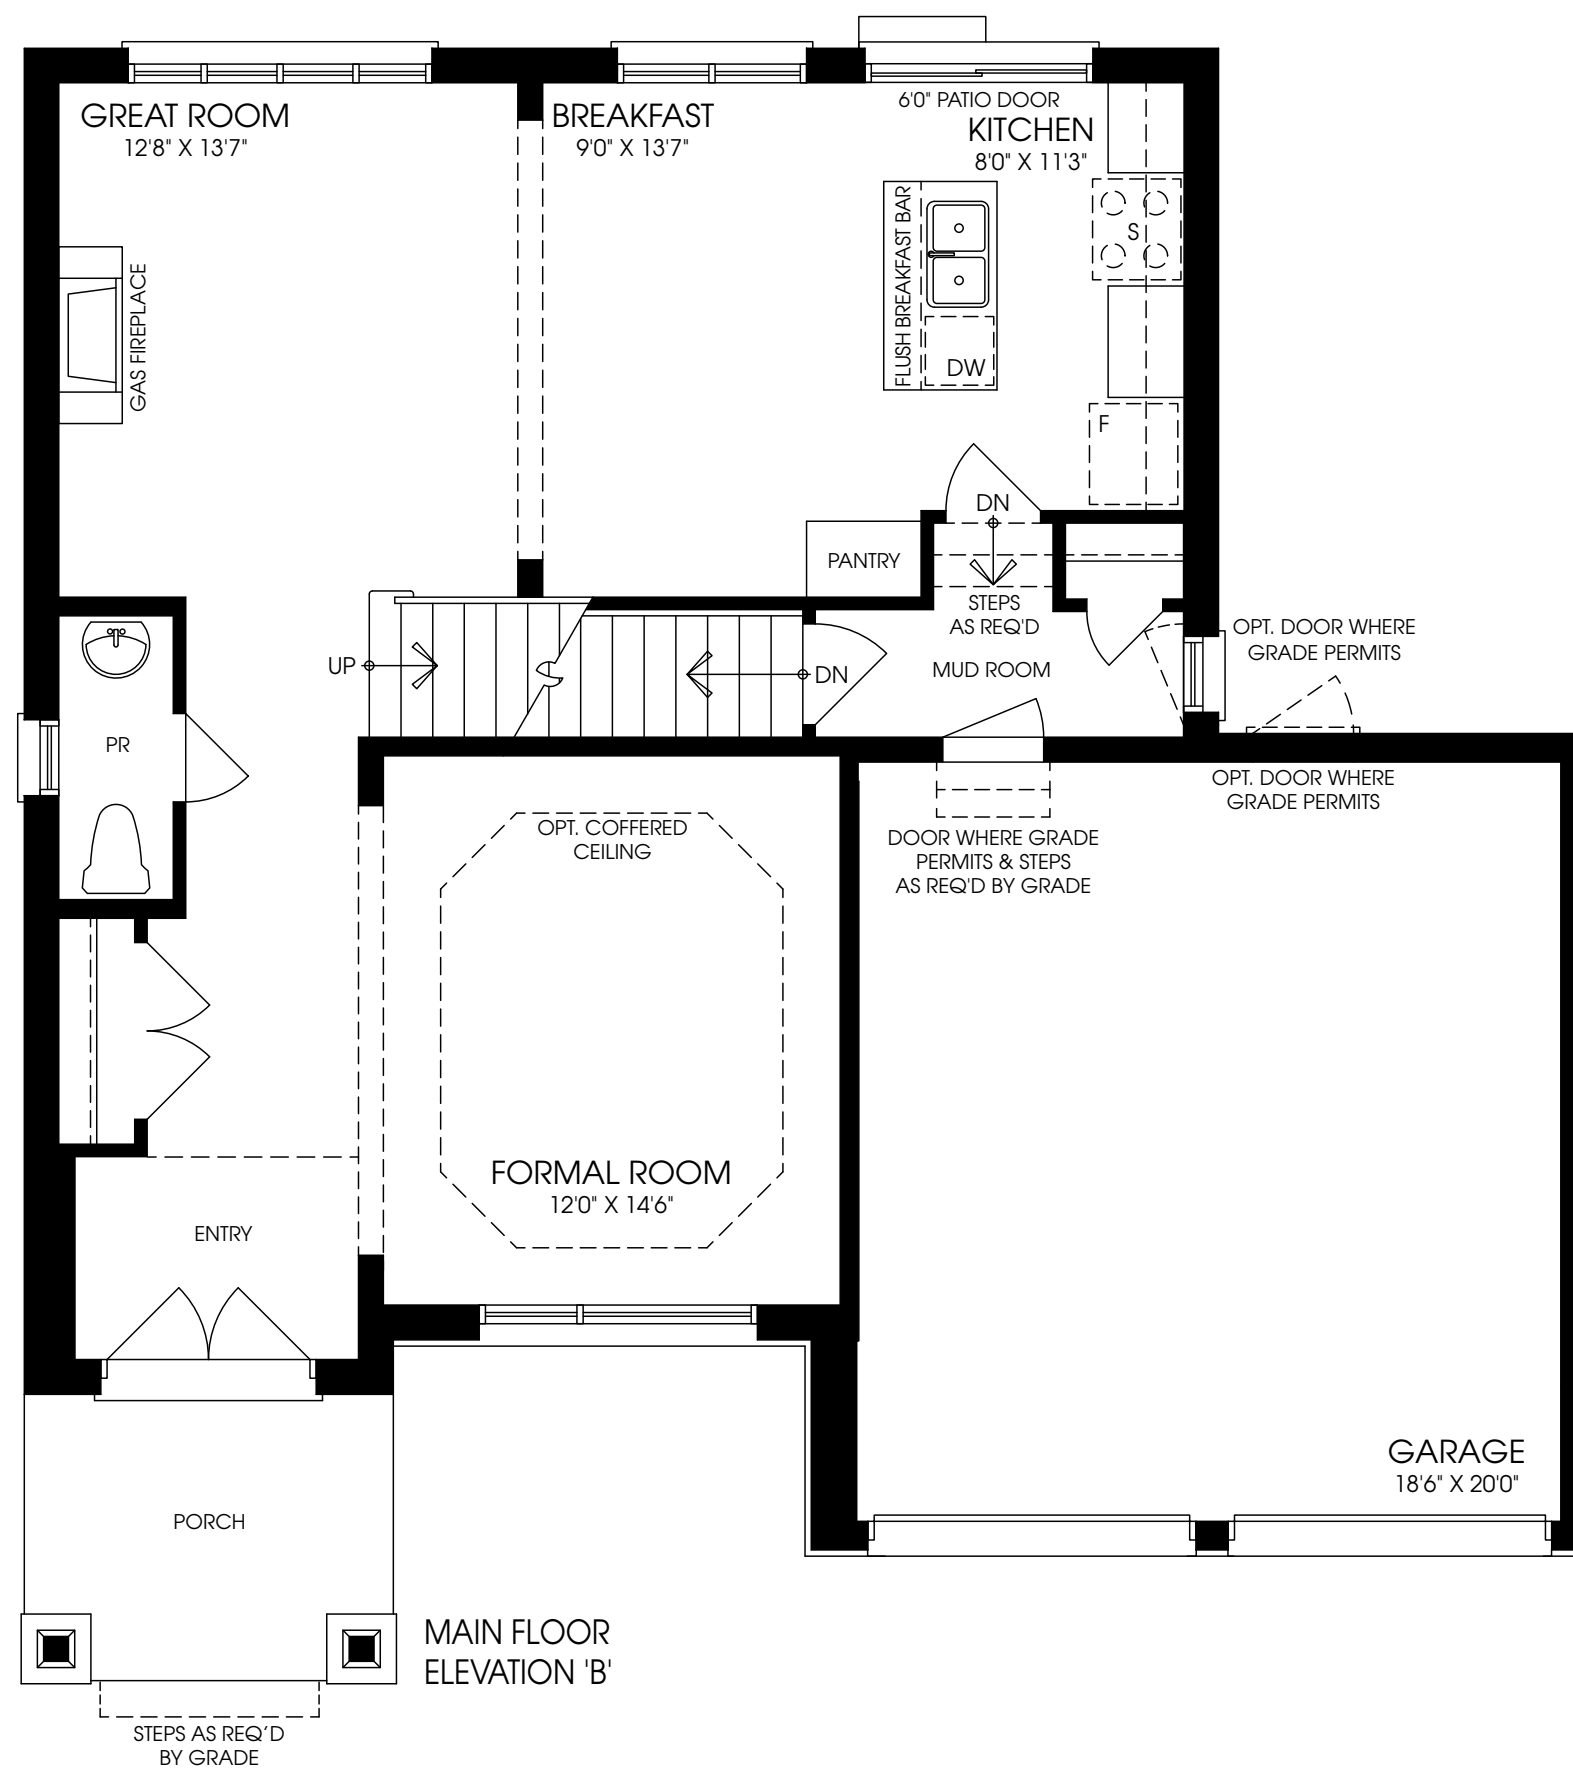 GREAT ROOM
12'8" X 13'7"
BREAKFAST
9'0" X 13'7"
6'0" PATIO DOOR
KITCHEN
8'0" X 11'3"
GAS FIREPLACE
FLUSH BREAKFAST BAR
S
DW
F
DN
PANTRY
STEPS
AS REQ'D
UP
DN
MUD ROOM
OPT. DOOR WHERE
GRADE PERMITS
PR
OPT. DOOR WHERE
GRADE PERMITS
OPT. COFFERED
CEILING
DOOR WHERE GRADE
PERMITS & STEPS
AS REQ'D BY GRADE
FORMAL ROOM
12'0" X 14'6"
ENTRY
GARAGE
18'6" X 20'0"
PORCH
MAIN FLOOR
ELEVATION 'B'
STEPS AS REQ’D
BY GRADE